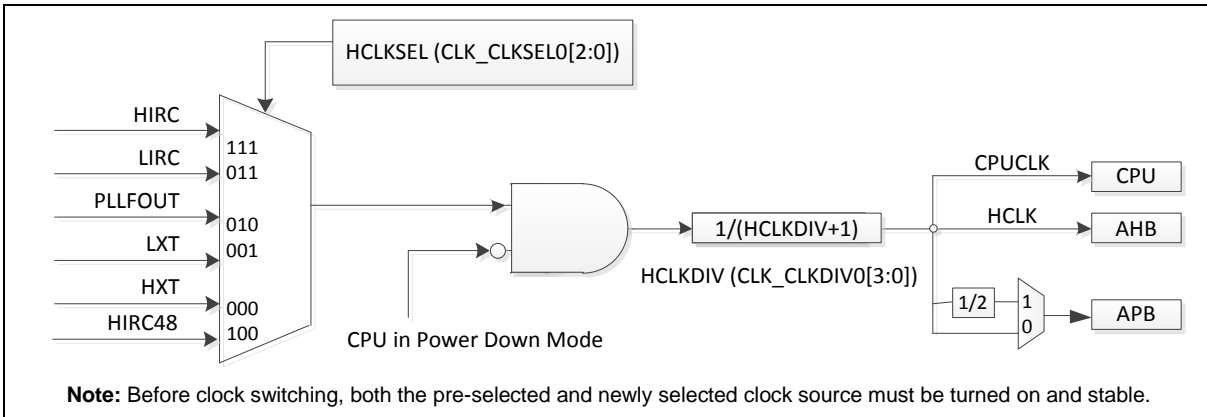 HCLKSEL (CLK_CLKSEL0[2:0])
HIRC
111
LIRC
011
PLLFOUT
010
LXT
001
HXT
000
HIRC48
100
CPU in Power Down Mode
1/(HCLKDIV+1)
HCLKDIV (CLK_CLKDIV0[3:0])
CPUCLK
CPU
HCLK
AHB
1/2
1
0
APB
Note: Before clock switching, both the pre-selected and newly selected clock source must be turned on and stable.